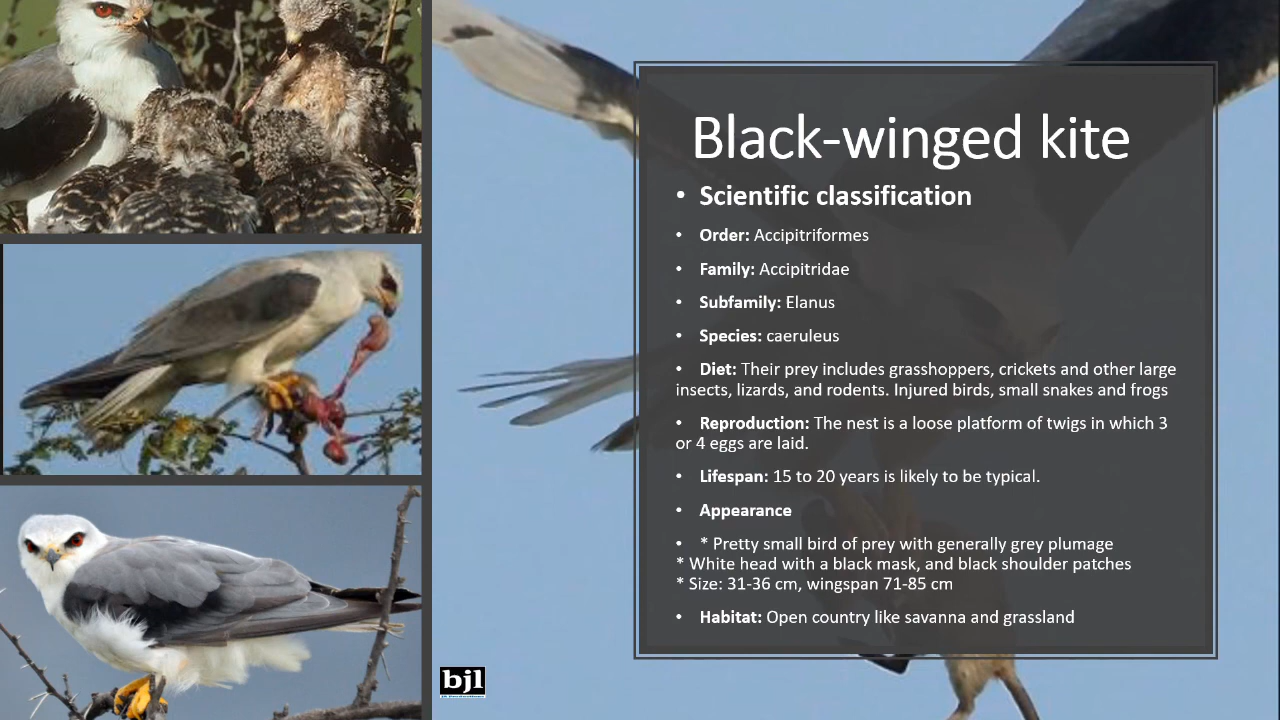 Black-winged kite
• Scientific classification
• Order: Accipitriformes
• Family: Accipitridae
• Subfamily: Elanus
• Species: caeruleus
• Diet: Their prey includes grasshoppers, crickets and other large
insects, lizards, and rodents. Injured birds, small snakes and frogs
• Reproduction: The nest is a loose platform of twigs in which 3
or 4 eggs are laid.
• Lifespan: 15 to 20 years is likely to be typical.
• Appearance
• * Pretty small bird of prey with generally grey plumage
* White head with a black mask, and black shoulder patches
* Size: 31-36 cm, wingspan 71-85 cm
• Habitat: Open country like savanna and grassland
bjl